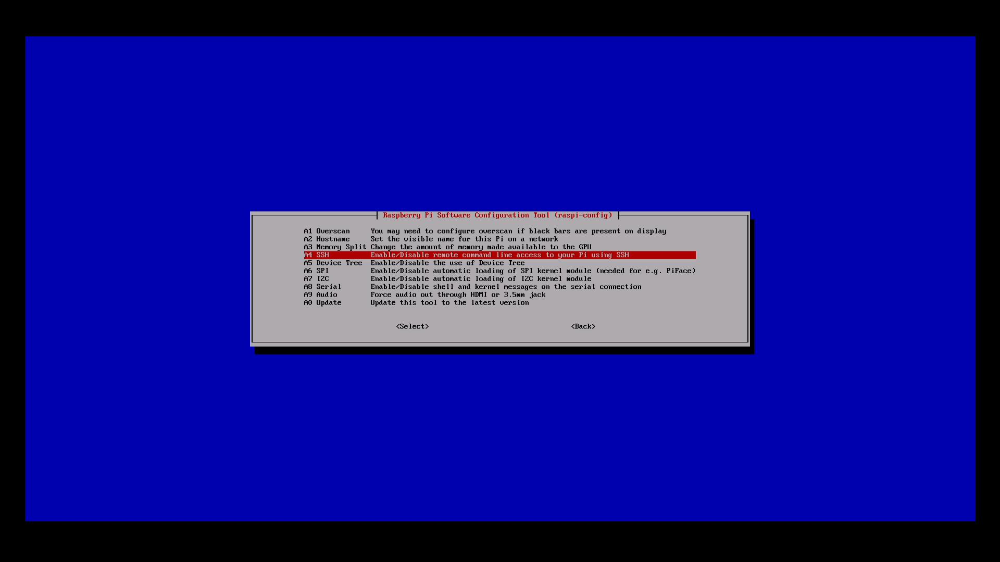 Raspberry Pi Software Configuration Tool (raspi-config)
A1 Overscan You may need to configure overscan if black bars are present on display
A2 Hostname Set the visible name for this Pi on a network
A3 Memory Split Change the amount of memory made available to the GPU
A4 SSH Enable/Disable remote command line access to your Pi using SSH
A5 Device Tree Enable/Disable the use of Device Tree
A6 SPI Enable/Disable automatic loading of SPI kernel module (needed for e.g. PiFace)
A7 I2C Enable/Disable automatic loading of I2C kernel module
A8 Serial Enable/Disable shell and kernel messages on the serial connection
A9 Audio Force audio out through HDMI or 3.5mm jack
A0 Update Update this tool to the latest version
<Select> <Back>